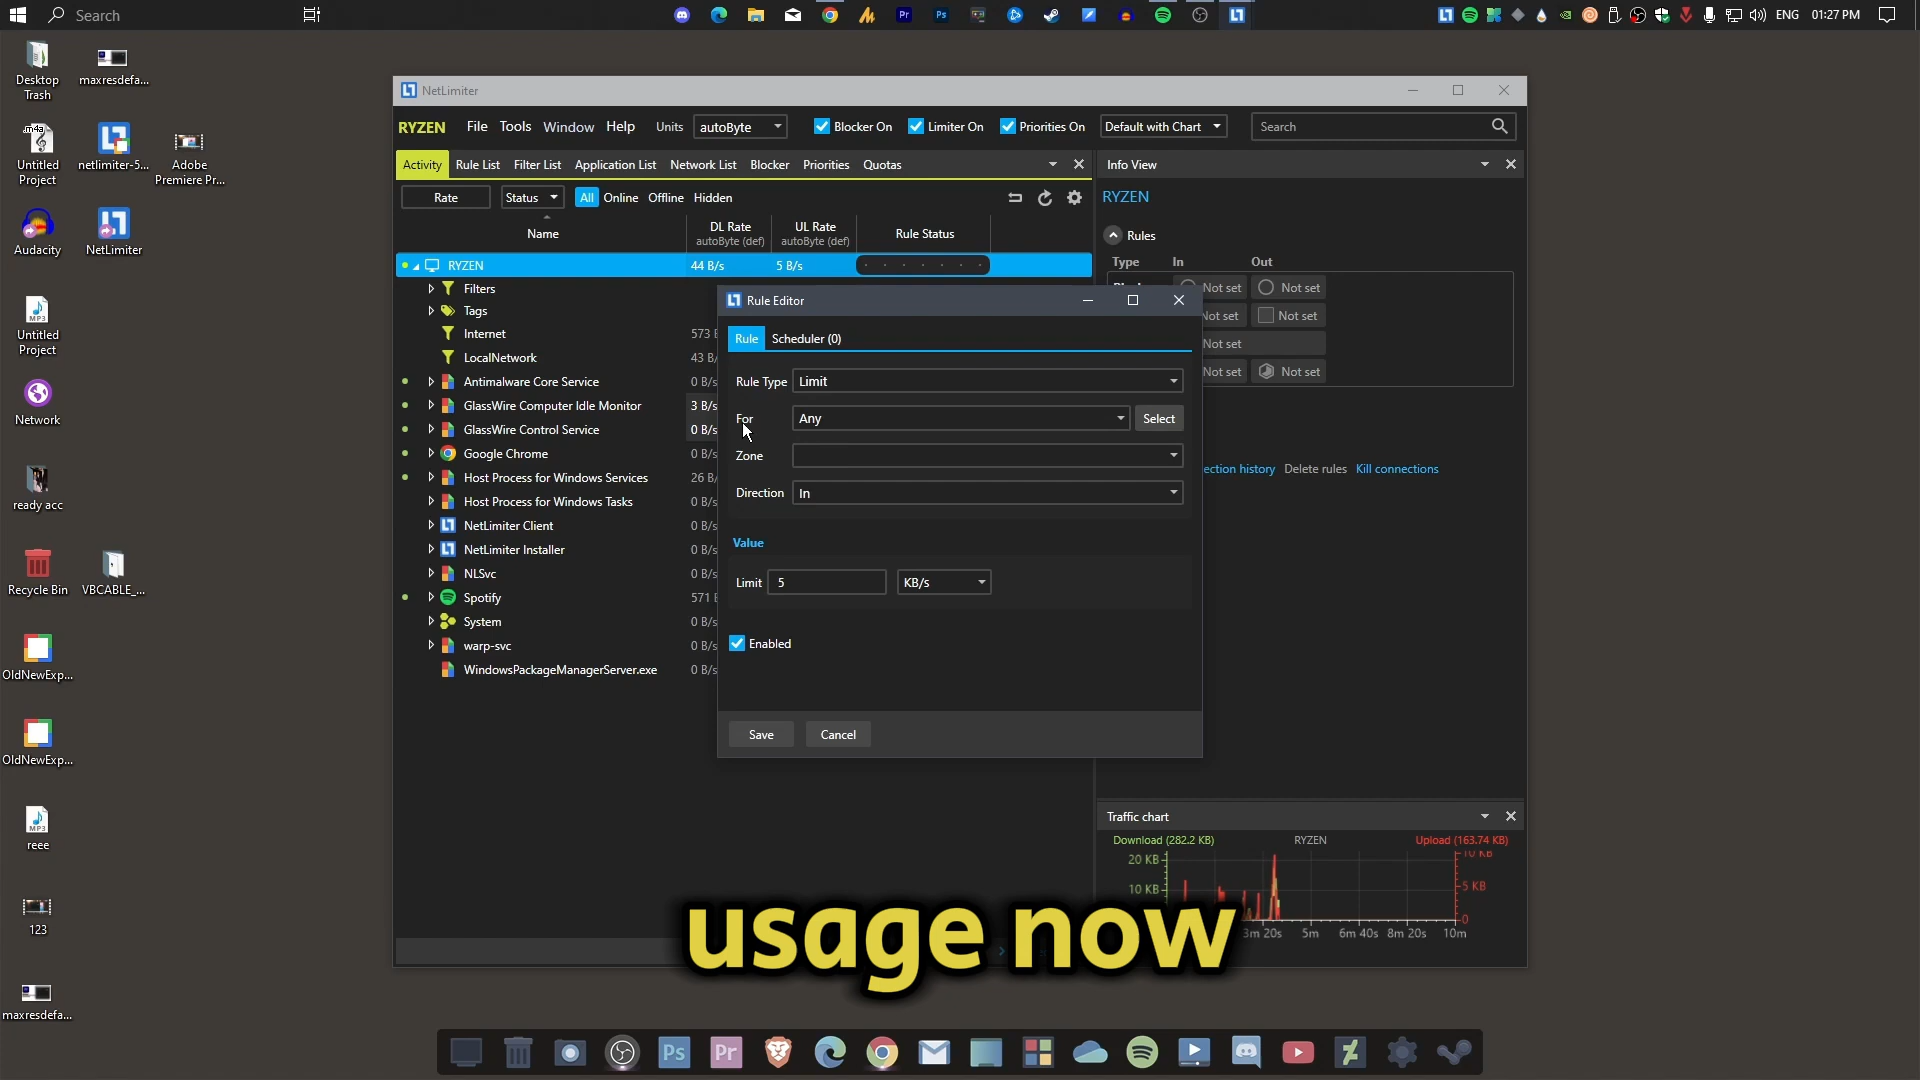 Search
ENG 01:27 PM
Desktop Trash
maxresdefa...
.m4a
Untitled Project
netlimiter-5...
Adobe Premiere Pr...
Audacity
NetLimiter
Untitled Project
Network
ready acc
Recycle Bin
VBCABLE_...
OldNewExp...
OldNewExp...
reee
123
maxresdefa...
NetLimiter
RYZEN File Tools Window Help Units autoByte Blocker On Limiter On Priorities On Default with Chart Search
Activity Rule List Filter List Application List Network List Blocker Priorities Quotas
Rate Status All Online Offline Hidden
Name DL Rate UL Rate Rule Status
autoByte (def) autoByte (def)
RYZEN 44 B/s 5 B/s
Filters
Tags
Internet 573
LocalNetwork 43 B/
Antimalware Core Service 0 B/s
GlassWire Computer Idle Monitor 3 B/s
GlassWire Control Service 0 B/s
Google Chrome 0 B/s
Host Process for Windows Services 26 B/
Host Process for Windows Tasks 0 B/s
NetLimiter Client 0 B/s
NetLimiter Installer 0 B/s
NLSvc 0 B/s
Spotify 571
System 0 B/s
warp-svc 0 B/s
WindowsPackageManagerServer.exe 0 B/s
Rule Editor
Rule Scheduler (0)
Rule Type Limit
For Any Select
Zone
Direction In
Value
Limit 5 KB/s
Enabled
Save Cancel
Info View
RYZEN
Rules
Type In Out
Not set Not set
Not set Not set
Not set
Not set Not set
ection history Delete rules Kill connections
Traffic chart
Download (282.2 KB) RYZEN Upload (163.74 KB)
20 KB 10 KB
10 KB 5 KB
0
3m 20s 5m 6m 40s 8m 20s 10m
usage now
Ps Pr